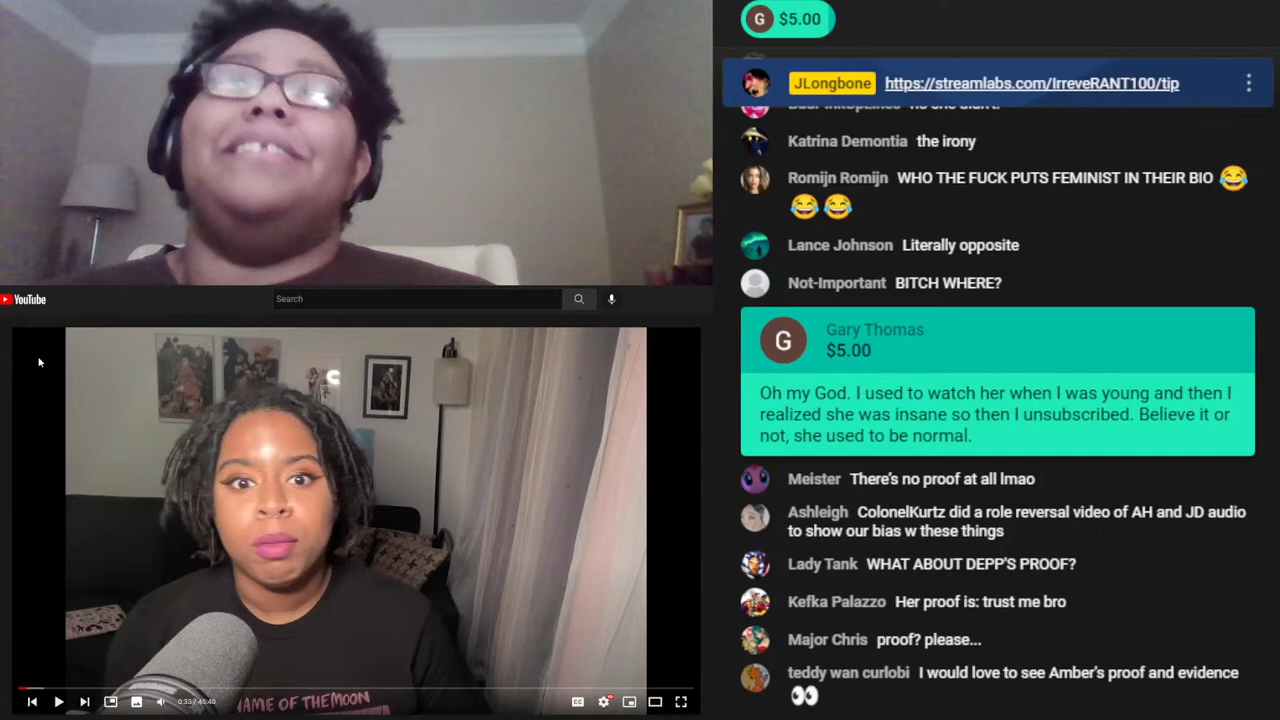 G $5.00
JLongbone https://streamlabs.com/IrreveRANT100/tip
Katrina Demontia the irony
Romijn Romijn WHO THE FUCK PUTS FEMINIST IN THEIR BIO 😂
😂😂
Lance Johnson Literally opposite
Not-Important BITCH WHERE?
G
Gary Thomas
$5.00
Oh my God. I used to watch her when I was young and then I
realized she was insane so then I unsubscribed. Believe it or
not, she used to be normal.
Meister There's no proof at all lmao
Ashleigh ColonelKurtz did a role reversal video of AH and JD audio
to show our bias w these things
Lady Tank WHAT ABOUT DEPP'S PROOF?
Kefka Palazzo Her proof is: trust me bro
Major Chris proof? please...
teddy wan curlobi I would love to see Amber's proof and evidence
👀
YouTube
Search
NAME OF THE MOON
0:33 / 45:40
CC